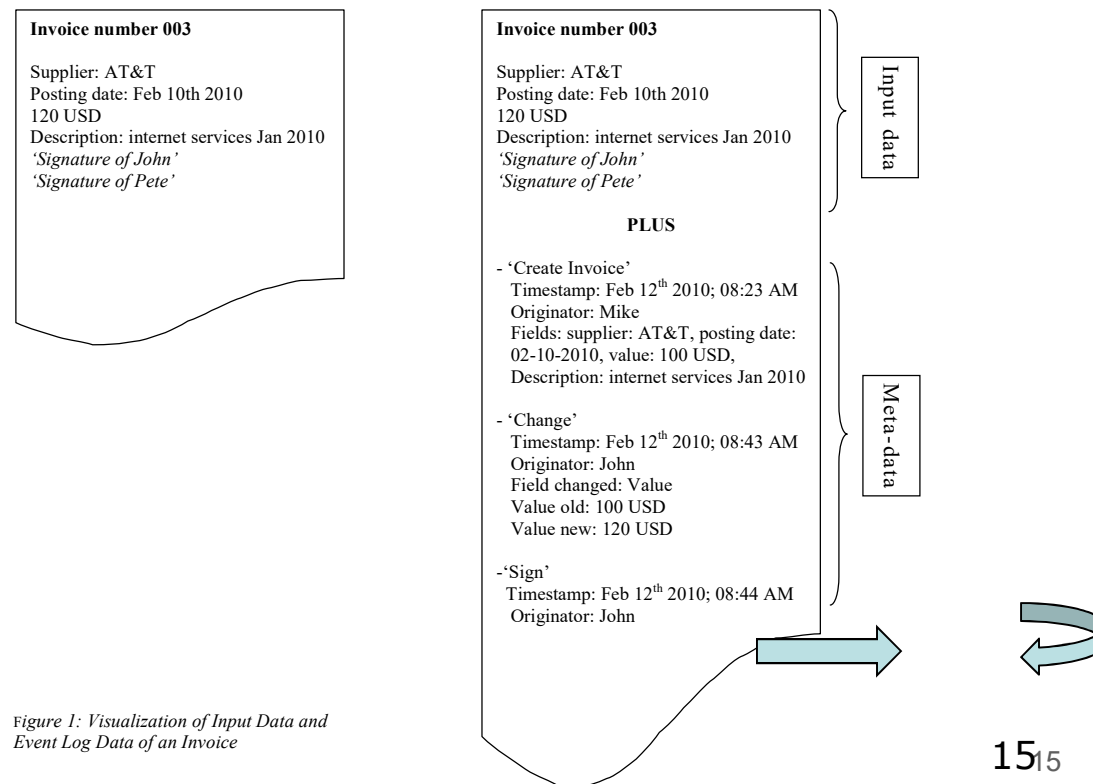 Invoice number 003
Supplier: AT&T
Posting date: Feb 10th 2010
120 USD
Description: internet services Jan 2010
‘Signature of John’
‘Signature of Pete’
Invoice number 003
Supplier: AT&T
Posting date: Feb 10th 2010
120 USD
Description: internet services Jan 2010
‘Signature of John’
‘Signature of Pete’
PLUS
- ‘Create Invoice’
Timestamp: Feb 12th 2010; 08:23 AM
Originator: Mike
Fields: supplier: AT&T, posting date:
02-10-2010, value: 100 USD,
Description: internet services Jan 2010
- ‘Change’
Timestamp: Feb 12th 2010; 08:43 AM
Originator: John
Field changed: Value
Value old: 100 USD
Value new: 120 USD
-‘Sign’
Timestamp: Feb 12th 2010; 08:44 AM
Originator: John
Input data
Meta-data
Figure 1: Visualization of Input Data and
Event Log Data of an Invoice
15
15